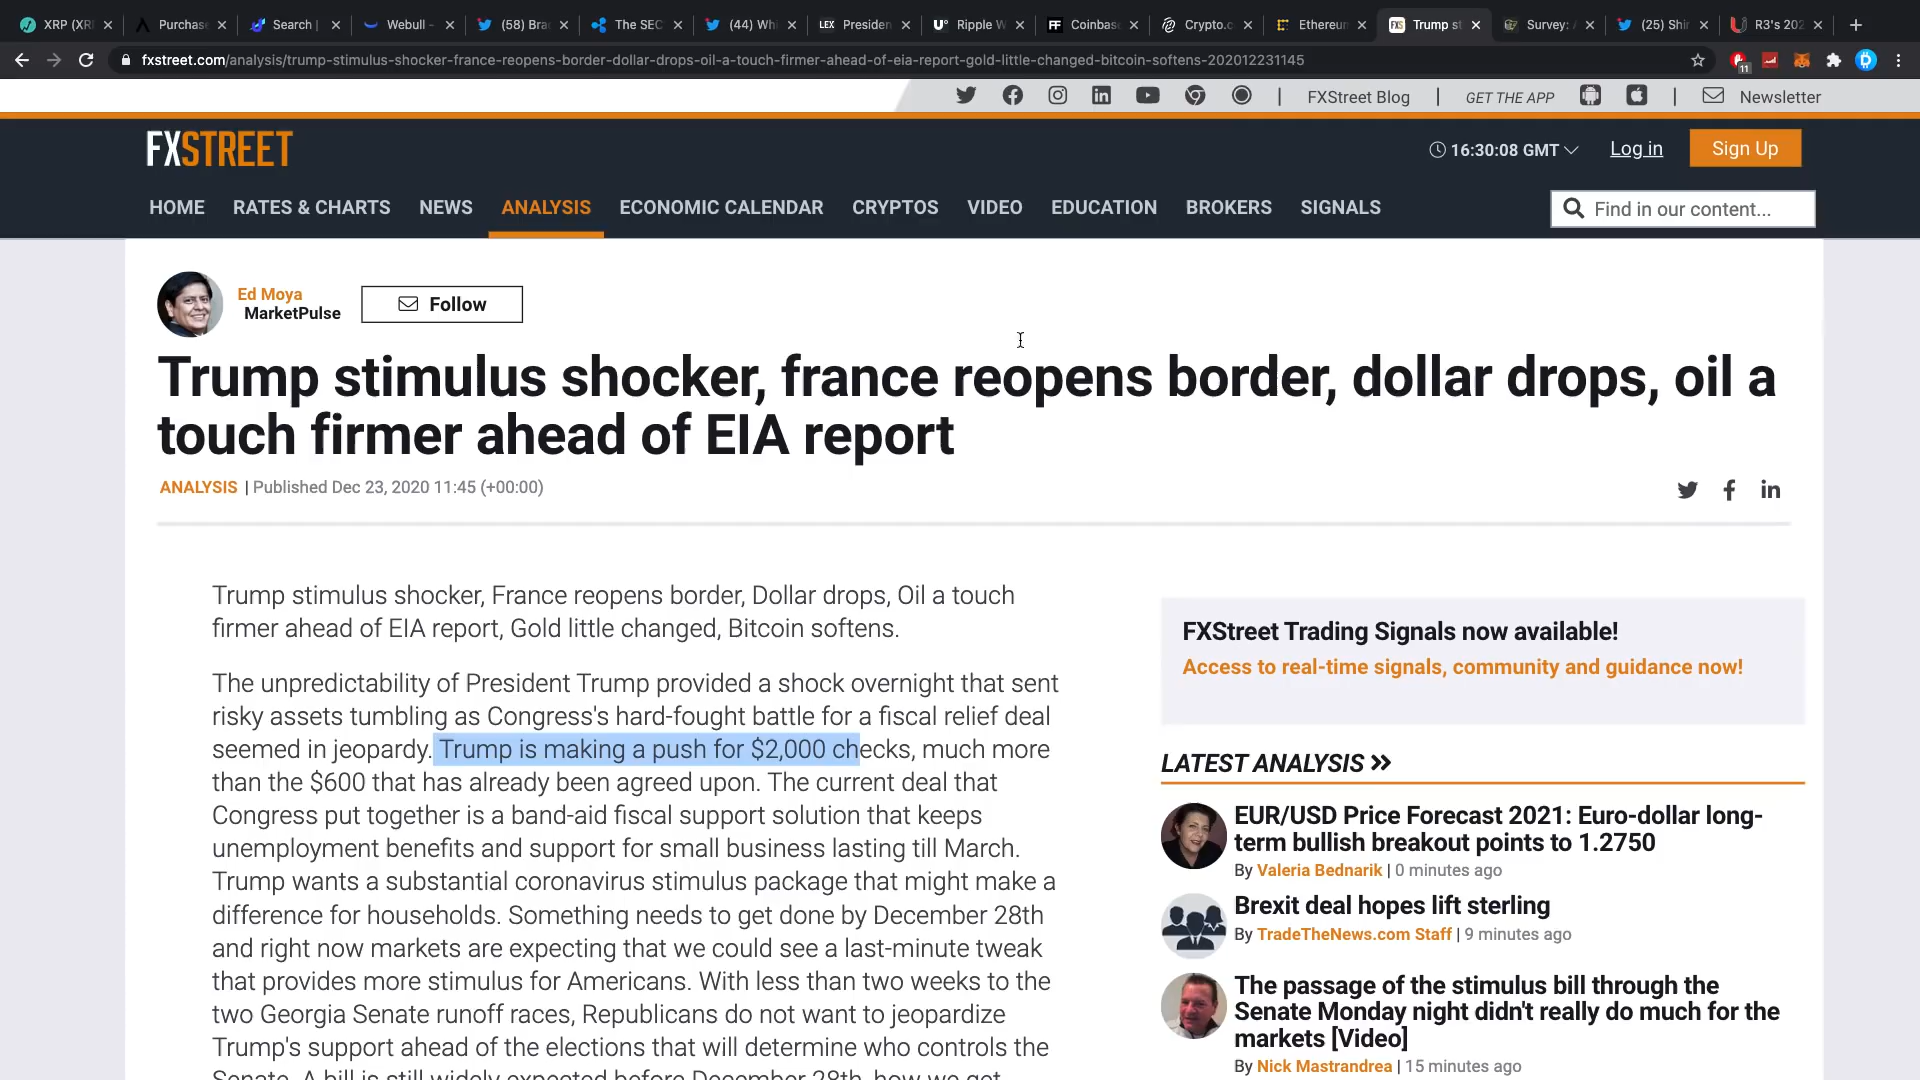 XRP (XR
Purchase
Search |
Webull -
(58) Bra
The SEC
(44) Wh
Presiden
Ripple W
Coinbas
Crypto.c
Ethereu
Trump st
Survey:
(25) Shi
R3's 202
fxstreet.com/analysis/trump-stimulus-shocker-france-reopens-border-dollar-drops-oil-a-touch-firmer-ahead-of-eia-report-gold-little-changed-bitcoin-softens-202012231145
11
| FXStreet Blog | GET THE APP | Newsletter
FXSTREET
16:30:08 GMT
Log in
Sign Up
HOME RATES & CHARTS NEWS ANALYSIS ECONOMIC CALENDAR CRYPTOS VIDEO EDUCATION BROKERS SIGNALS
Find in our content...
Ed Moya
MarketPulse
Follow
Trump stimulus shocker, france reopens border, dollar drops, oil a
touch firmer ahead of EIA report
ANALYSIS | Published Dec 23, 2020 11:45 (+00:00)
Trump stimulus shocker, France reopens border, Dollar drops, Oil a touch
firmer ahead of EIA report, Gold little changed, Bitcoin softens.
The unpredictability of President Trump provided a shock overnight that sent
risky assets tumbling as Congress's hard-fought battle for a fiscal relief deal
seemed in jeopardy. Trump is making a push for $2,000 checks, much more
than the $600 that has already been agreed upon. The current deal that
Congress put together is a band-aid fiscal support solution that keeps
unemployment benefits and support for small business lasting till March.
Trump wants a substantial coronavirus stimulus package that might make a
difference for households. Something needs to get done by December 28th
and right now markets are expecting that we could see a last-minute tweak
that provides more stimulus for Americans. With less than two weeks to the
two Georgia Senate runoff races, Republicans do not want to jeopardize
Trump's support ahead of the elections that will determine who controls the
Senate. A bill is still widely expected before December 28th, how we get
FXStreet Trading Signals now available!
Access to real-time signals, community and guidance now!
LATEST ANALYSIS
EUR/USD Price Forecast 2021: Euro-dollar long-
term bullish breakout points to 1.2750
By Valeria Bednarik | 0 minutes ago
Brexit deal hopes lift sterling
By TradeTheNews.com Staff | 9 minutes ago
The passage of the stimulus bill through the
Senate Monday night didn't really do much for the
markets [Video]
By Nick Mastrandrea | 15 minutes ago